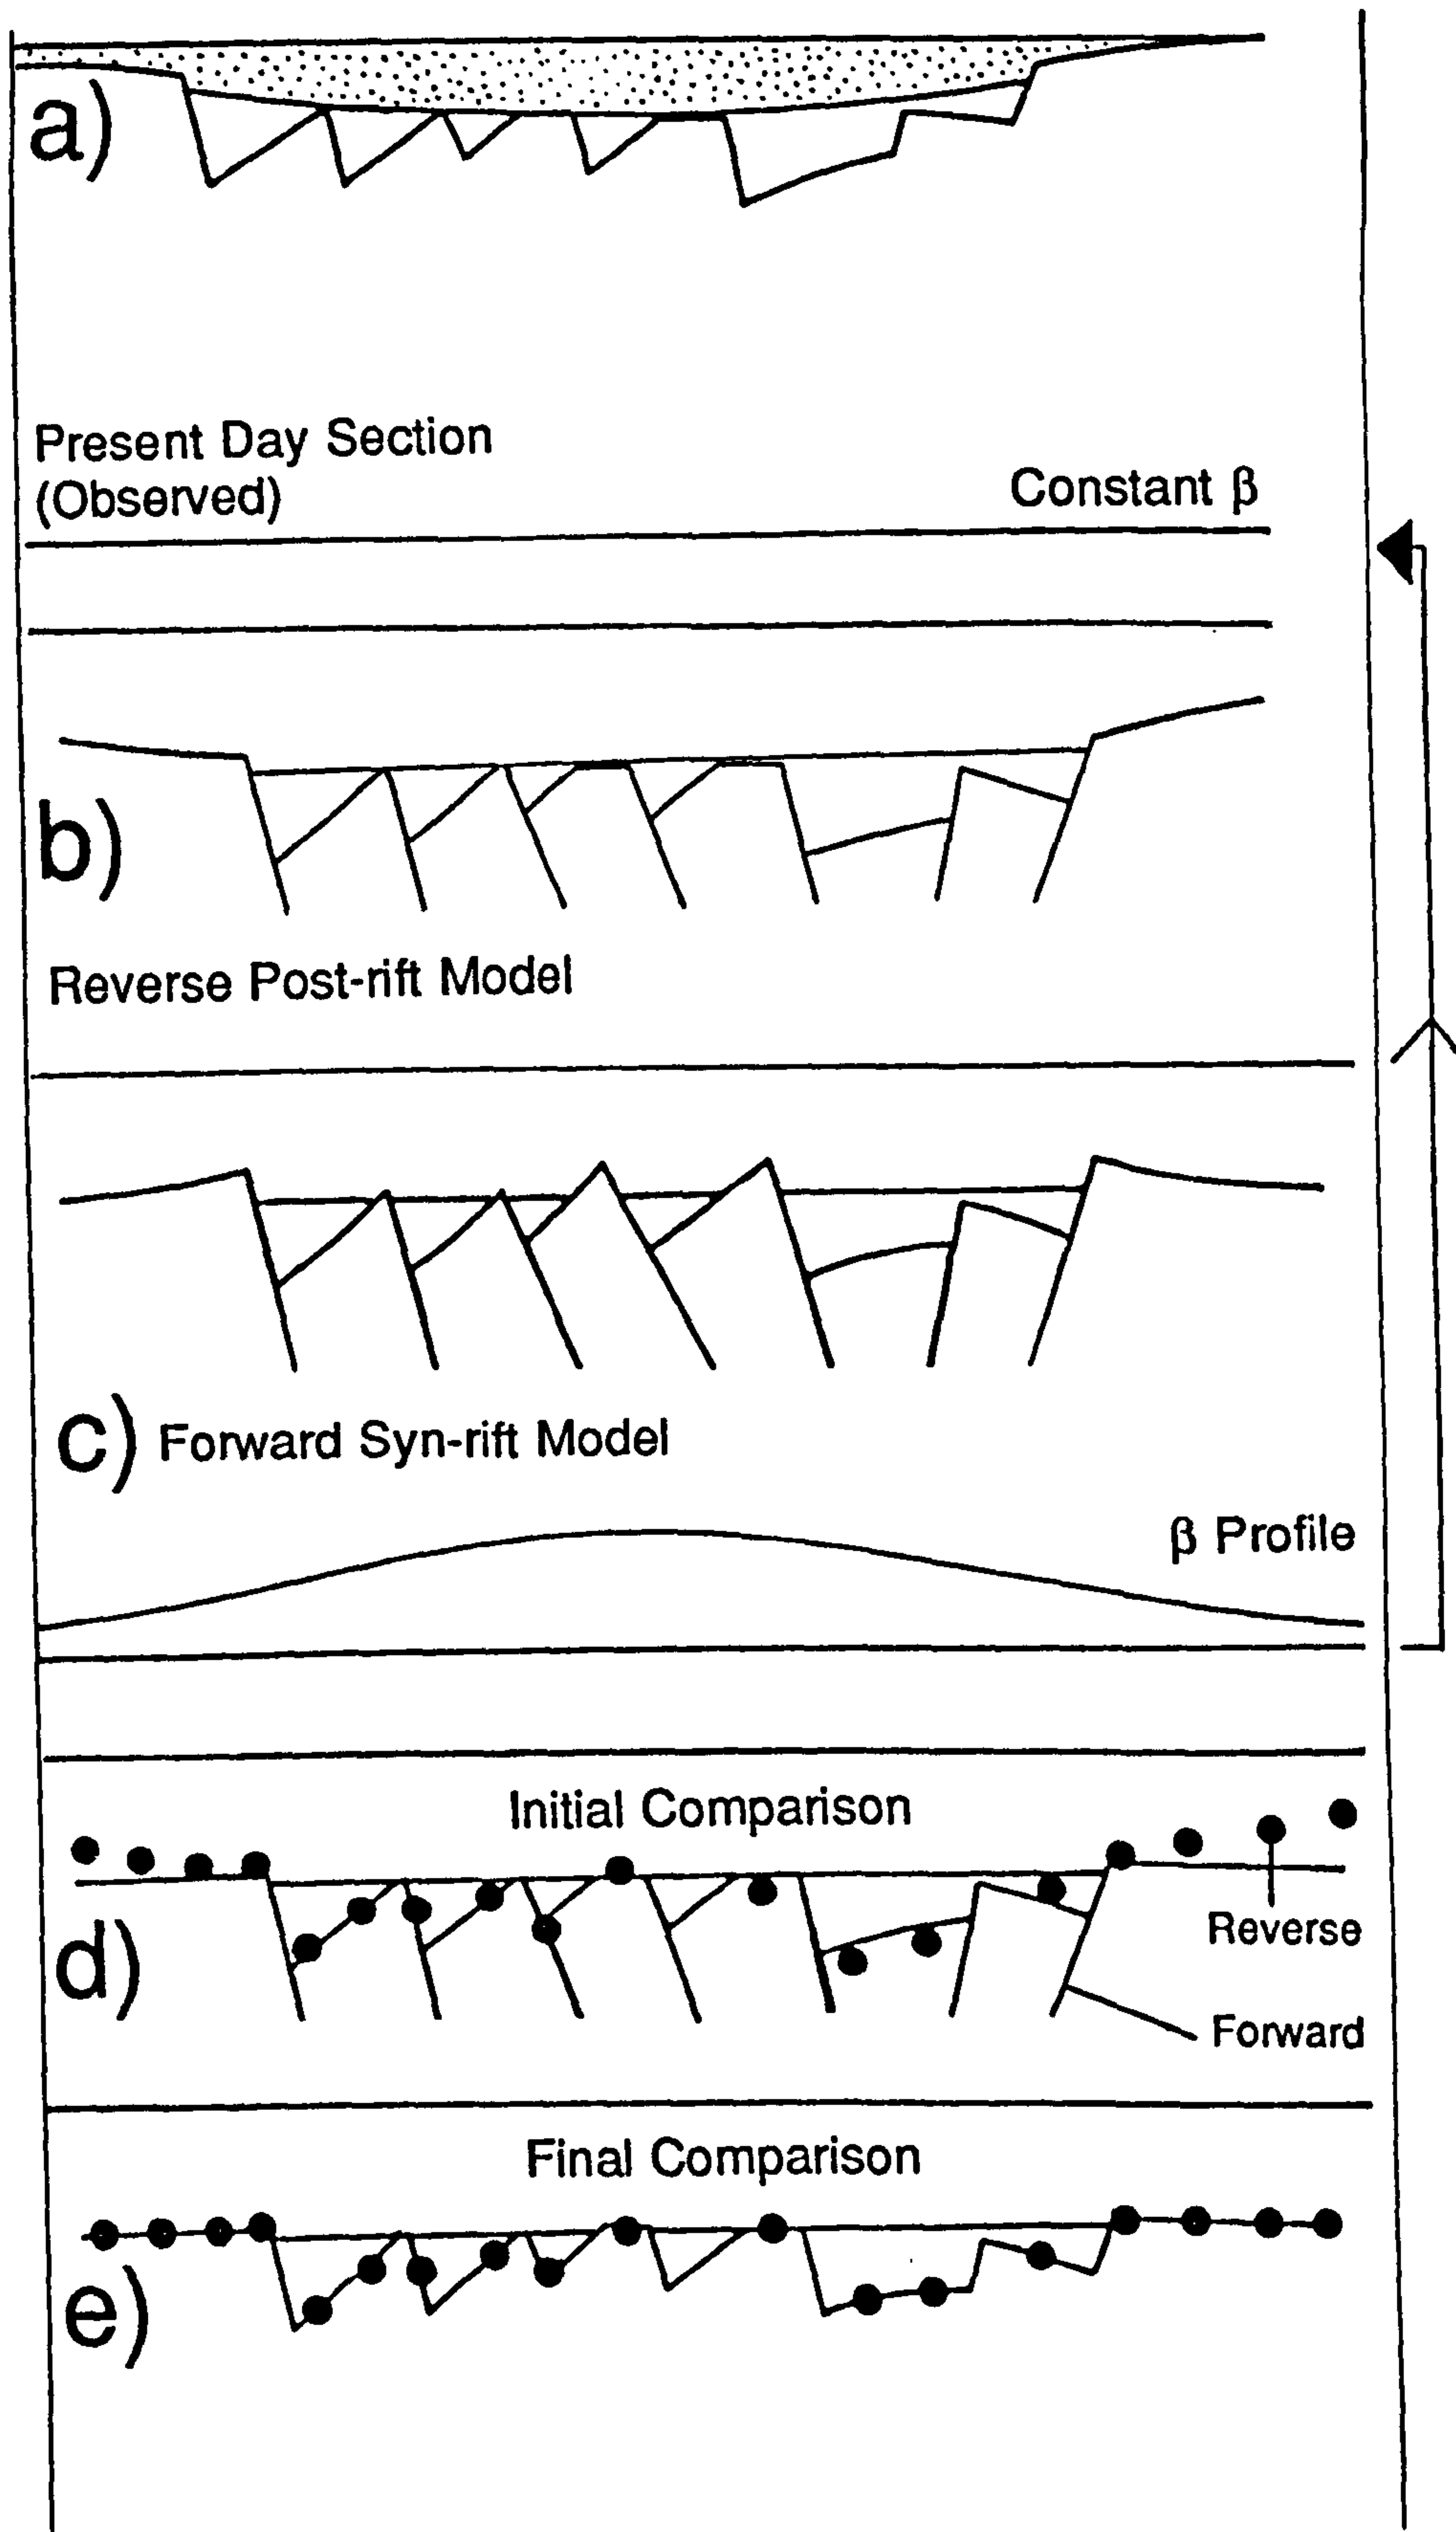 a)
Present Day Section
(Observed)
Constant β
b)
Reverse Post-rift Model
c) Forward Syn-rift Model
β Profile
Initial Comparison
d)
Reverse
Forward
Final Comparison
e)